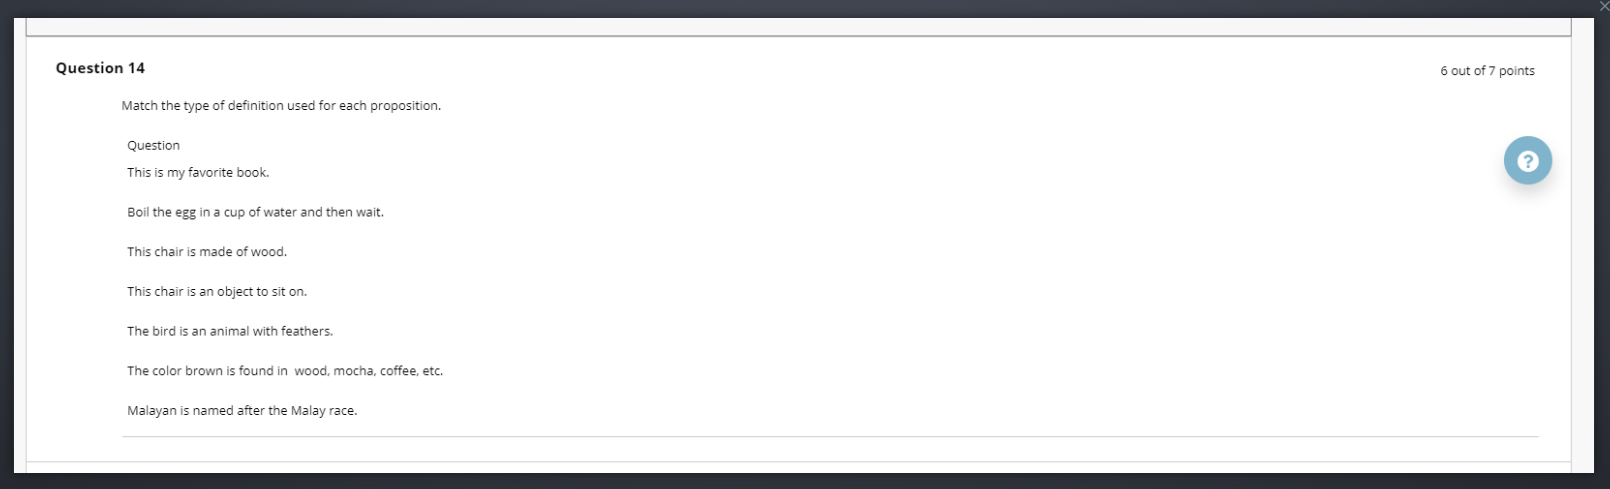 Question 14
6 out of 7 points
Match the type of definition used for each proposition.
Question
This is my favorite book.
Boil the egg in a cup of water and then wait.
This chair is made of wood.
This chair is an object to sit on.
The bird is an animal with feathers.
The color brown is found in  wood, mocha, coffee, etc.
Malayan is named after the Malay race.